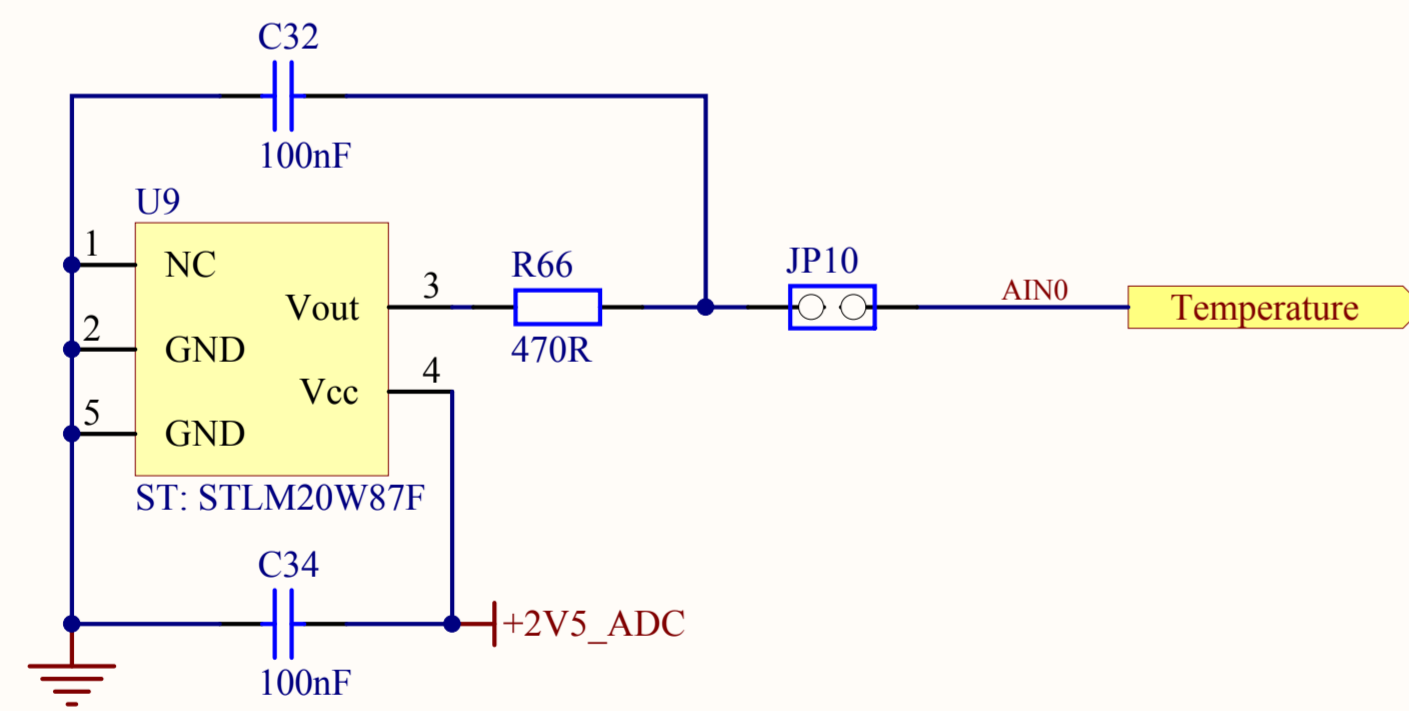 C32
100nF
U9
1
NC
2
GND
5
GND
Vout
3
Vcc
4
ST: STLM20W87F
R66
470R
JP10
AIN0
Temperature
C34
100nF
+2V5_ADC